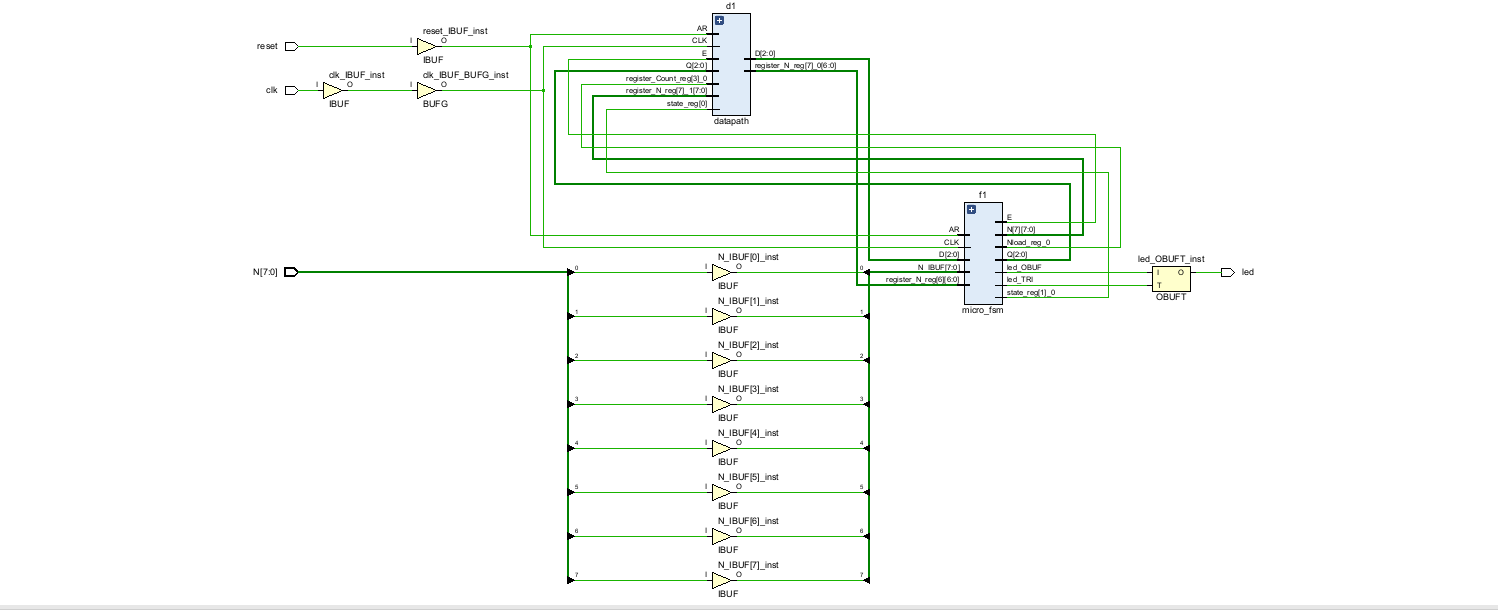 d1
reset_IBUF_inst
AR
reset
I
O
CLK
IBUF
E
D[2:0]
Q[2:0]
register_N_reg[7]_0[6:0]
clk_IBUF_inst
clk_IBUF_BUFG_inst
register_Count_reg[3]_0
clk
I
O
I
O
register_N_reg[7]_1[7:0]
IBUF
BUFG
state_reg[0]
datapath
f1
E
AR
N[7][7:0]
CLK
Nload_reg_0
D[2:0]
Q[2:0]
N_IBUF[7:0]
led_OBUF
register_N_reg[6][6:0]
led_TRI
state_reg[1]_0
micro_fsm
led_OBUFT_inst
I
O
T
OBUFT
led
N[7:0]
N_IBUF[0]_inst
0
I
O
0
IBUF
N_IBUF[1]_inst
1
I
O
1
IBUF
N_IBUF[2]_inst
2
I
O
2
IBUF
N_IBUF[3]_inst
3
I
O
3
IBUF
N_IBUF[4]_inst
4
I
O
4
IBUF
N_IBUF[5]_inst
5
I
O
5
IBUF
N_IBUF[6]_inst
6
I
O
6
IBUF
N_IBUF[7]_inst
7
I
O
7
IBUF